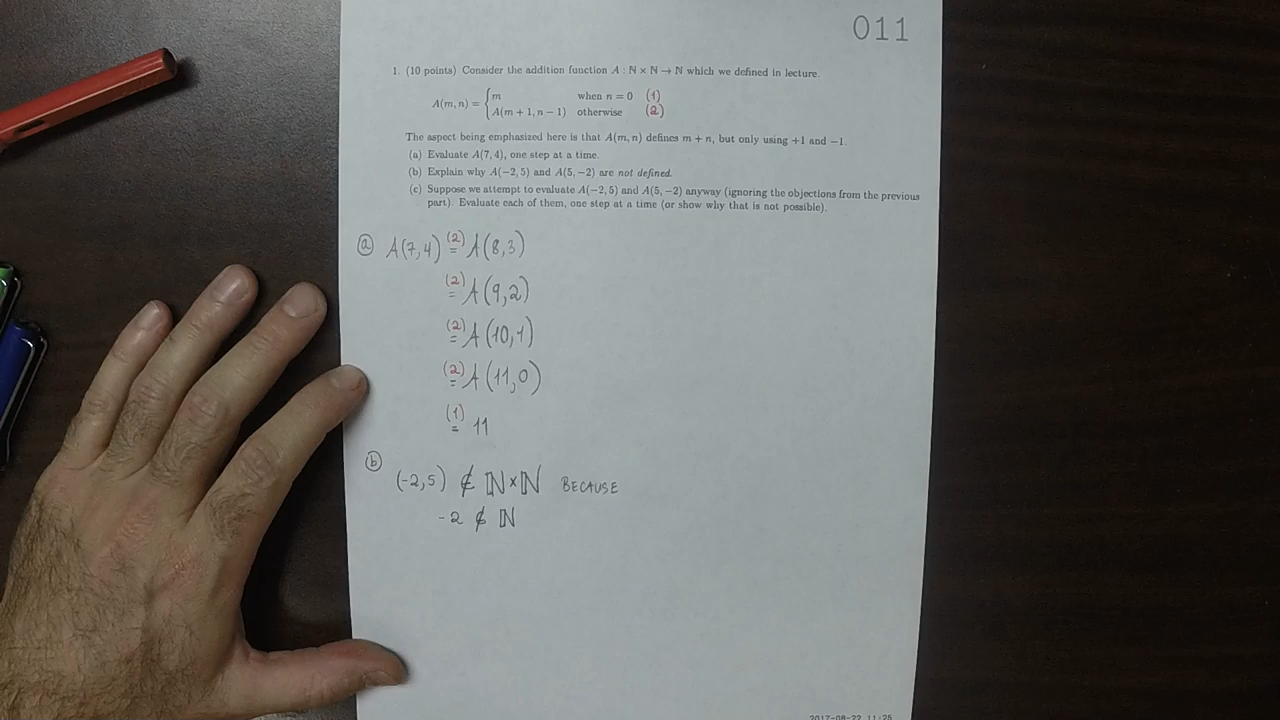 011
1. (10 points) Consider the addition function A : ℕ × ℕ → ℕ which we defined in lecture.
A(m, n) = { m when n = 0 (1)
A(m + 1, n − 1) otherwise (2)
The aspect being emphasized here is that A(m, n) defines m + n, but only using +1 and −1.
(a) Evaluate A(7, 4), one step at a time.
(b) Explain why A(−2, 5) and A(5, −2) are not defined.
(c) Suppose we attempt to evaluate A(−2, 5) and A(5, −2) anyway (ignoring the objections from the previous
part). Evaluate each of them, one step at a time (or show why that is not possible).
ⓐ A(7,4) (2)= A(8,3)
(2)= A(9,2)
(2)= A(10,1)
(2)= A(11,0)
(1)= 11
ⓑ
(-2,5) ∉ ℕ×ℕ BECAUSE
-2 ∉ ℕ
2017-08-22 11:25